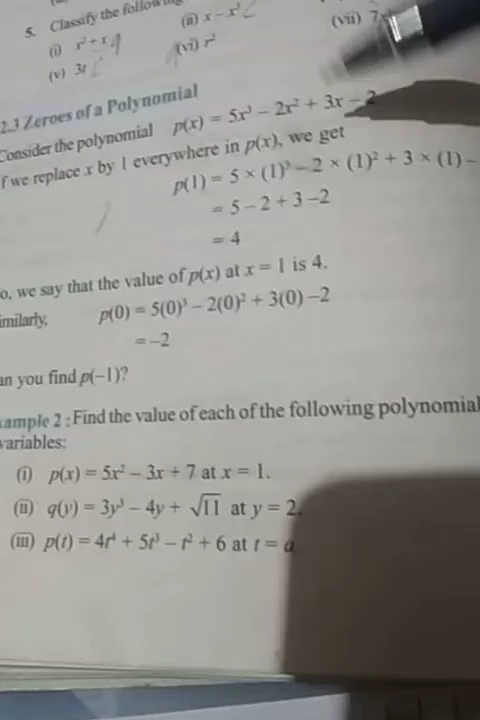 5. Classify the following
(ii) x – x³
(vii)
(i) x² + x
(vi) r²
(v) 3t
2.3 Zeroes of a Polynomial
Consider the polynomial p(x) = 5x³ – 2x² + 3x – 2
If we replace x by 1 everywhere in p(x), we get
p(1) = 5 × (1)³ – 2 × (1)² + 3 × (1) –
= 5 – 2 + 3 –2
= 4
o, we say that the value of p(x) at x = 1 is 4.
imilarly, p(0) = 5(0)³ – 2(0)² + 3(0) –2
= –2
an you find p(–1)?
xample 2 : Find the value of each of the following polynomial
variables:
(i) p(x) = 5x² – 3x + 7 at x = 1.
(ii) q(y) = 3y³ – 4y + √11 at y = 2.
(iii) p(t) = 4t⁴ + 5t³ – t² + 6 at t = a